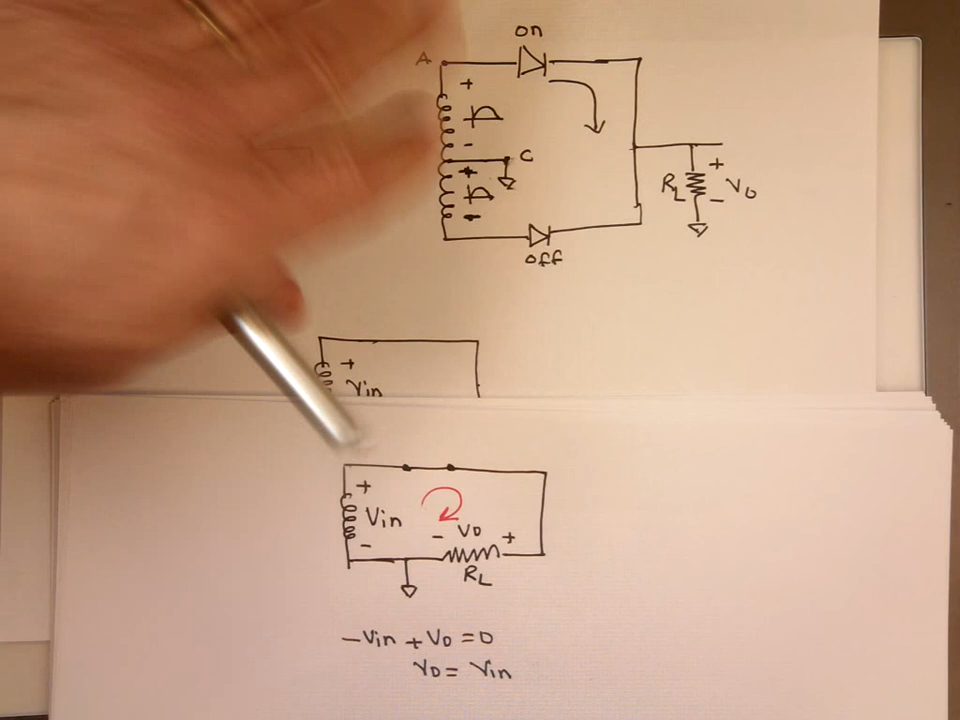 on
A
+
-
C
+
+
off
RL
+
-
Vo
+
Vin
+
Vin
-
- Vo +
RL
-Vin + Vo = 0
Vo = Vin